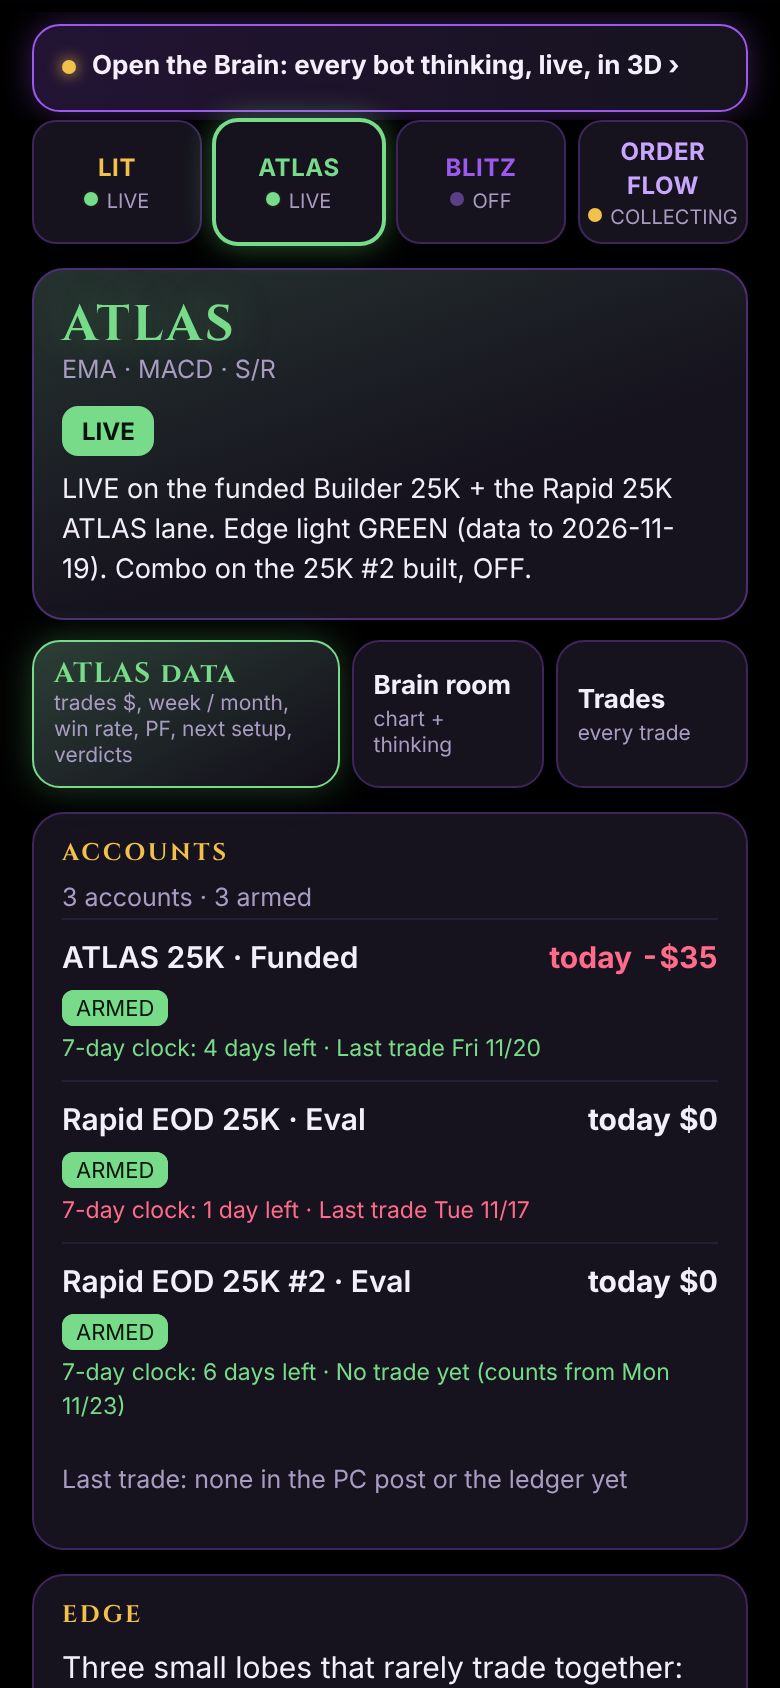 Open the Brain: every bot thinking, live, in 3D ›
LIT
LIVE
ATLAS
LIVE
BLITZ
OFF
ORDER
FLOW
COLLECTING
ATLAS
EMA · MACD · S/R
LIVE
LIVE on the funded Builder 25K + the Rapid 25K
ATLAS lane. Edge light GREEN (data to 2026-11-
19). Combo on the 25K #2 built, OFF.
ATLAS DATA
trades $, week / month,
win rate, PF, next setup,
verdicts
Brain room
chart +
thinking
Trades
every trade
ACCOUNTS
3 accounts · 3 armed
ATLAS 25K · Funded
today -$35
ARMED
7-day clock: 4 days left · Last trade Fri 11/20
Rapid EOD 25K · Eval
today $0
ARMED
7-day clock: 1 day left · Last trade Tue 11/17
Rapid EOD 25K #2 · Eval
today $0
ARMED
7-day clock: 6 days left · No trade yet (counts from Mon
11/23)
Last trade: none in the PC post or the ledger yet
EDGE
Three small lobes that rarely trade together: